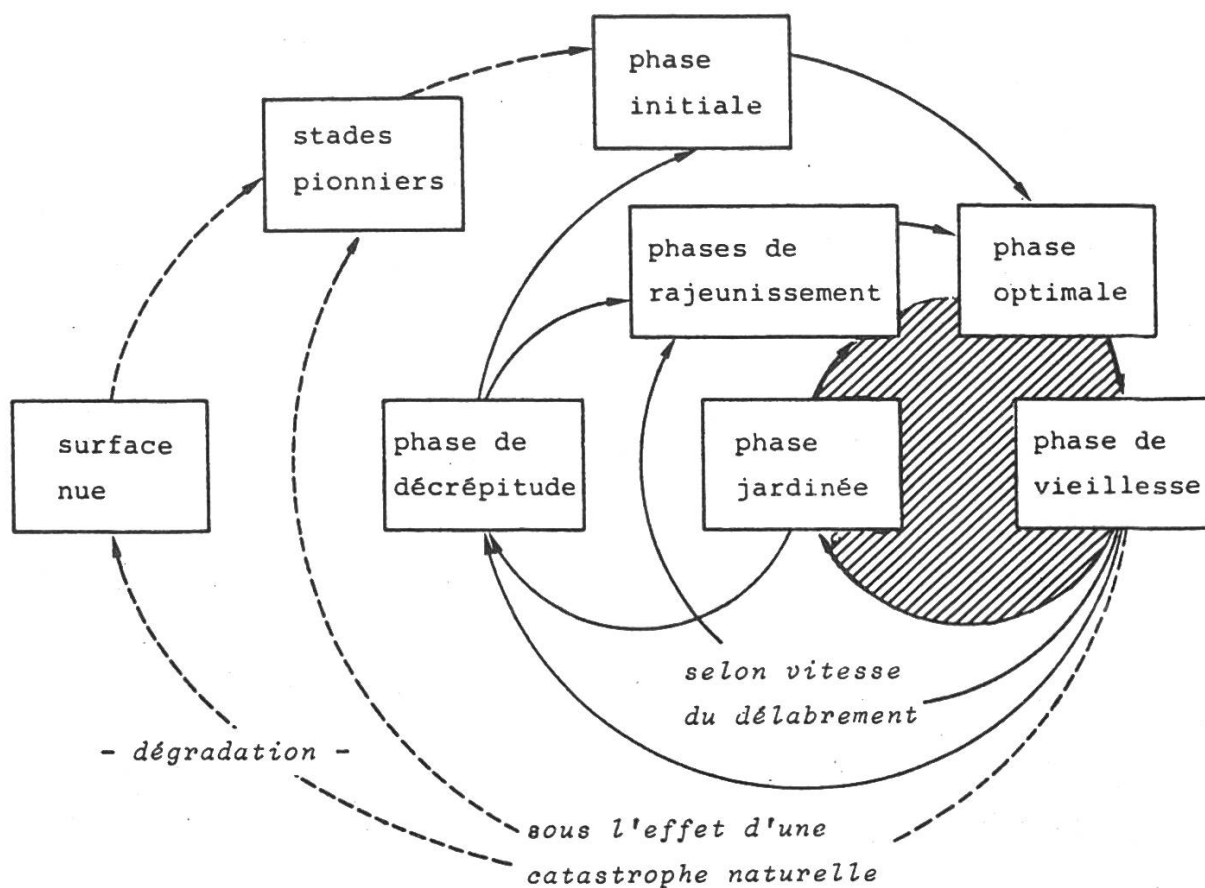 phase
initiale
stades
pionniers
phases de
rajeunissement
phase
optimale
surface
nue
phase de
décrépitude
phase
jardinée
phase de
vieillesse
selon vitesse
du délabrement
- dégradation -
sous l'effet d'une
catastrophe naturelle